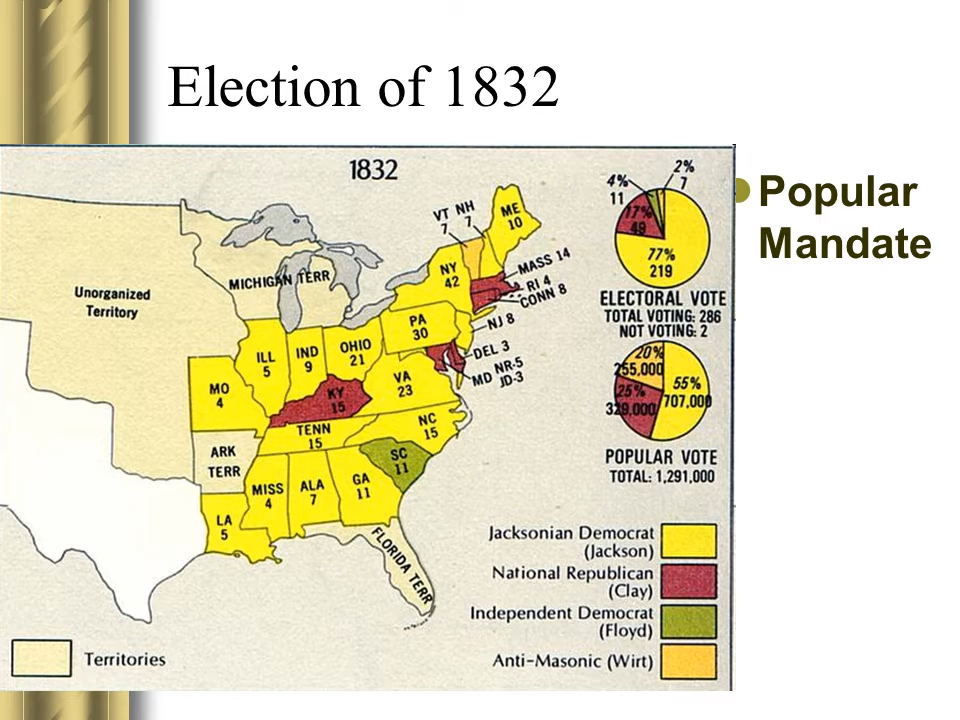 Election of 1832
Popular
Mandate
1832
2%
7
4%
11
17%
49
77%
219
ELECTORAL VOTE
TOTAL VOTING: 286
NOT VOTING: 2
20%
255,000
25%
329,000
55%
707,000
POPULAR VOTE
TOTAL: 1,291,000
VT
7
NH
7
ME
10
MASS 14
RI 4
CONN 8
NY
42
NJ 8
PA
30
DEL 3
MD NR-5
JD-3
MICHIGAN TERR
Unorganized
Territory
ILL
5
IND
9
OHIO
21
VA
23
MO
4
KY
15
NC
15
TENN
15
ARK
TERR
SC
11
MISS
4
ALA
7
GA
11
LA
5
FLORIDA TERR
Jacksonian Democrat
(Jackson)
National Republican
(Clay)
Independent Democrat
(Floyd)
Anti-Masonic (Wirt)
Territories